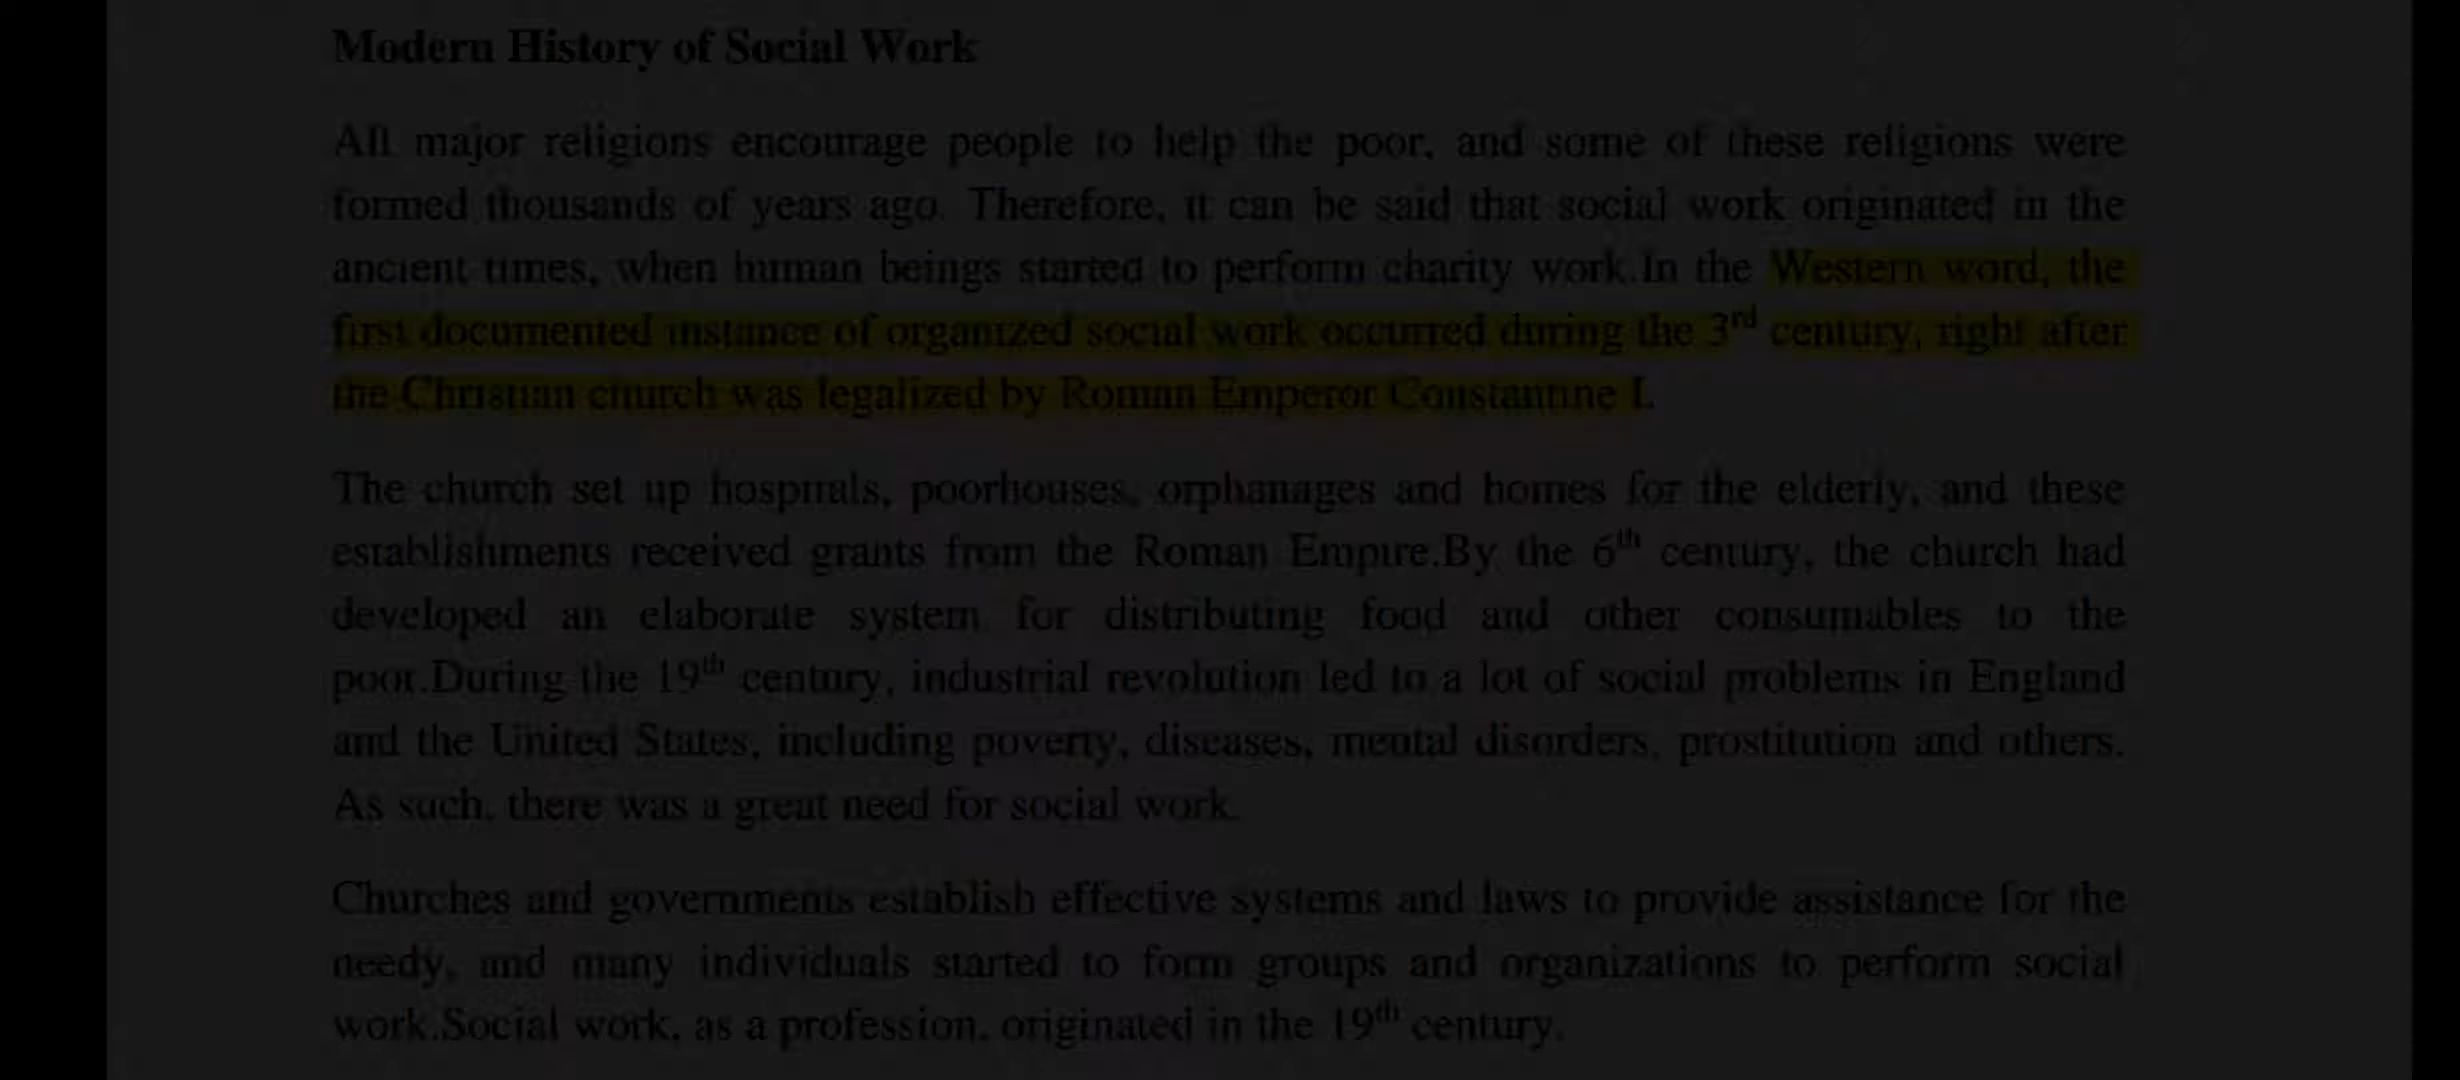 Modern History of Social Work
All major religions encourage people to help the poor, and some of these religions were
formed thousands of years ago. Therefore, it can be said that social work originated in the
ancient times, when human beings started to perform charity work.In the Western word, the
first documented instance of organized social work occurred during the 3rd century, right after
the Christian church was legalized by Roman Emperor Constantine I.
The church set up hospitals, poorhouses, orphanages and homes for the elderly, and these
establishments received grants from the Roman Empire.By the 6th century, the church had
developed an elaborate system for distributing food and other consumables to the
poor.During the 19th century, industrial revolution led to a lot of social problems in England
and the United States, including poverty, diseases, mental disorders, prostitution and others.
As such, there was a great need for social work.
Churches and governments establish effective systems and laws to provide assistance for the
needy, and many individuals started to form groups and organizations to perform social
work.Social work, as a profession, originated in the 19th century.